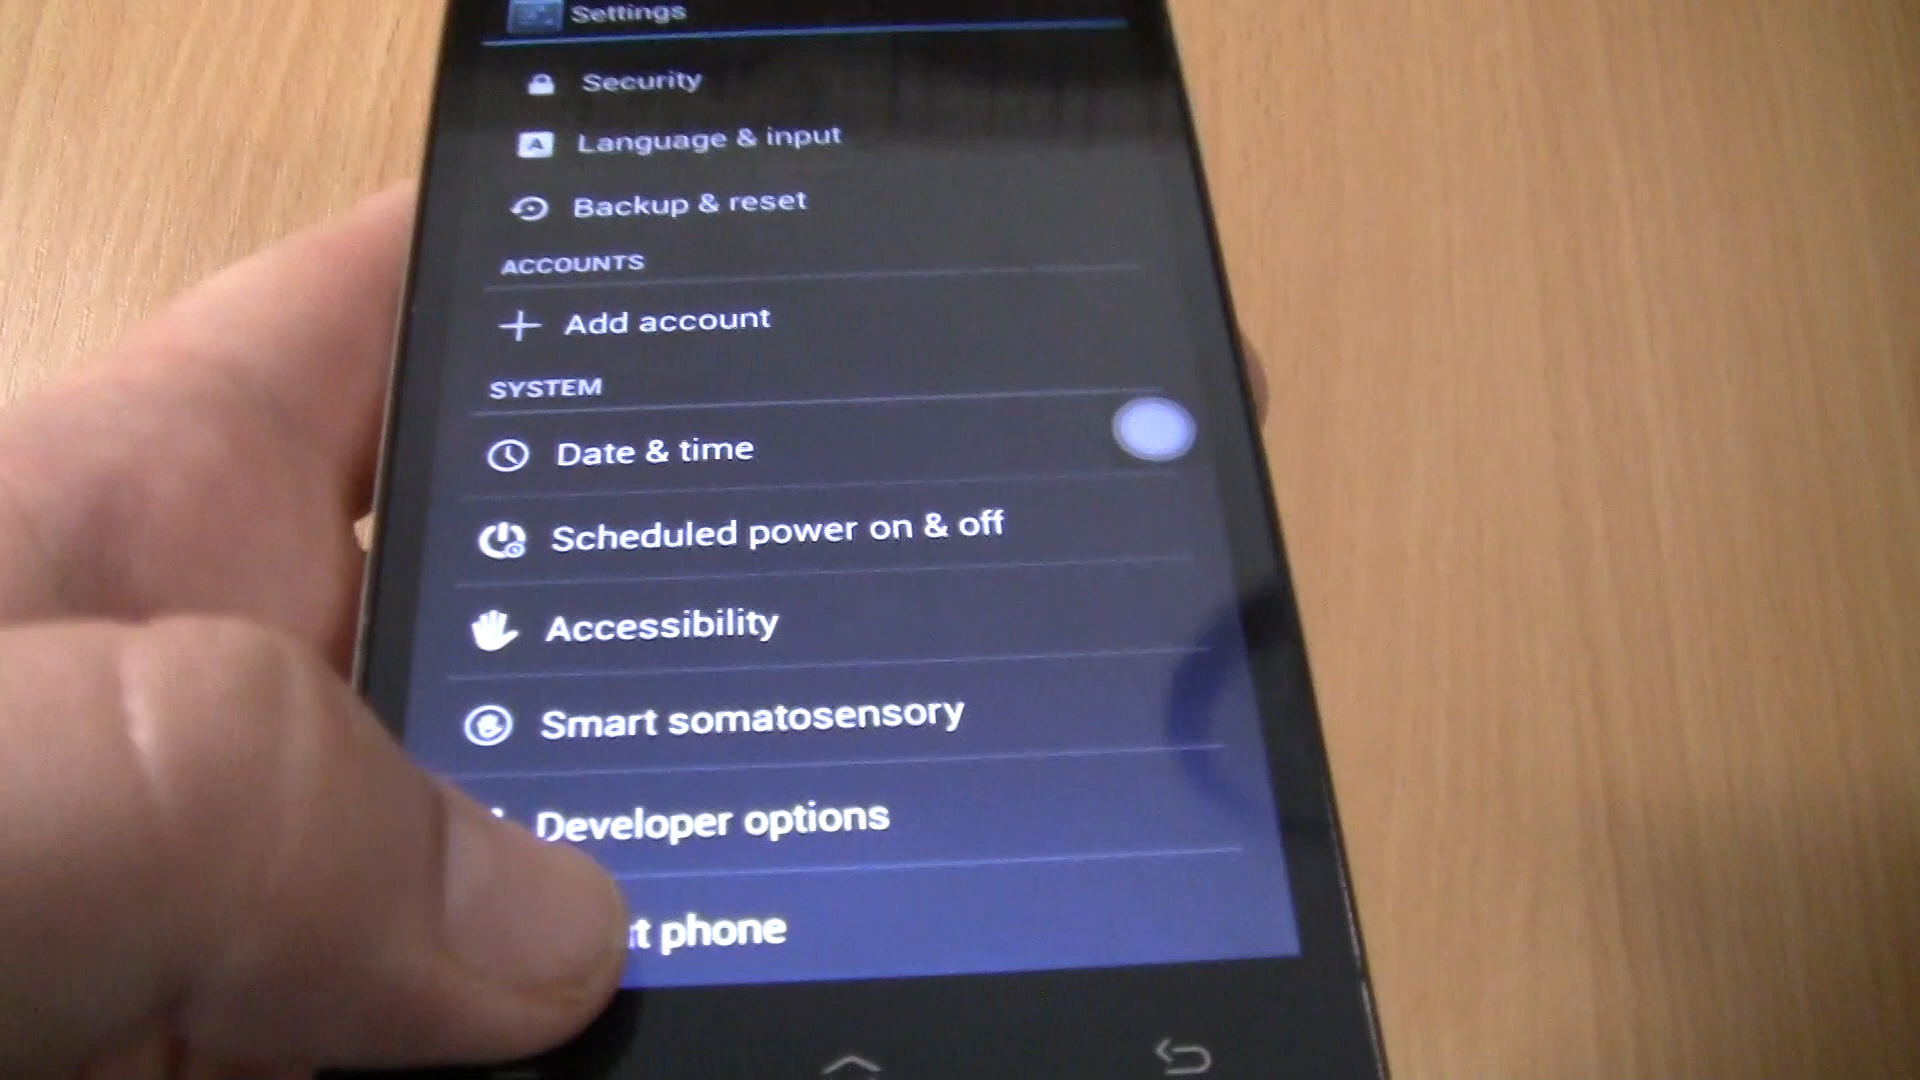 Settings
Security
Language & input
Backup & reset
ACCOUNTS
Add account
SYSTEM
Date & time
Scheduled power on & off
Accessibility
Smart somatosensory
Developer options
phone